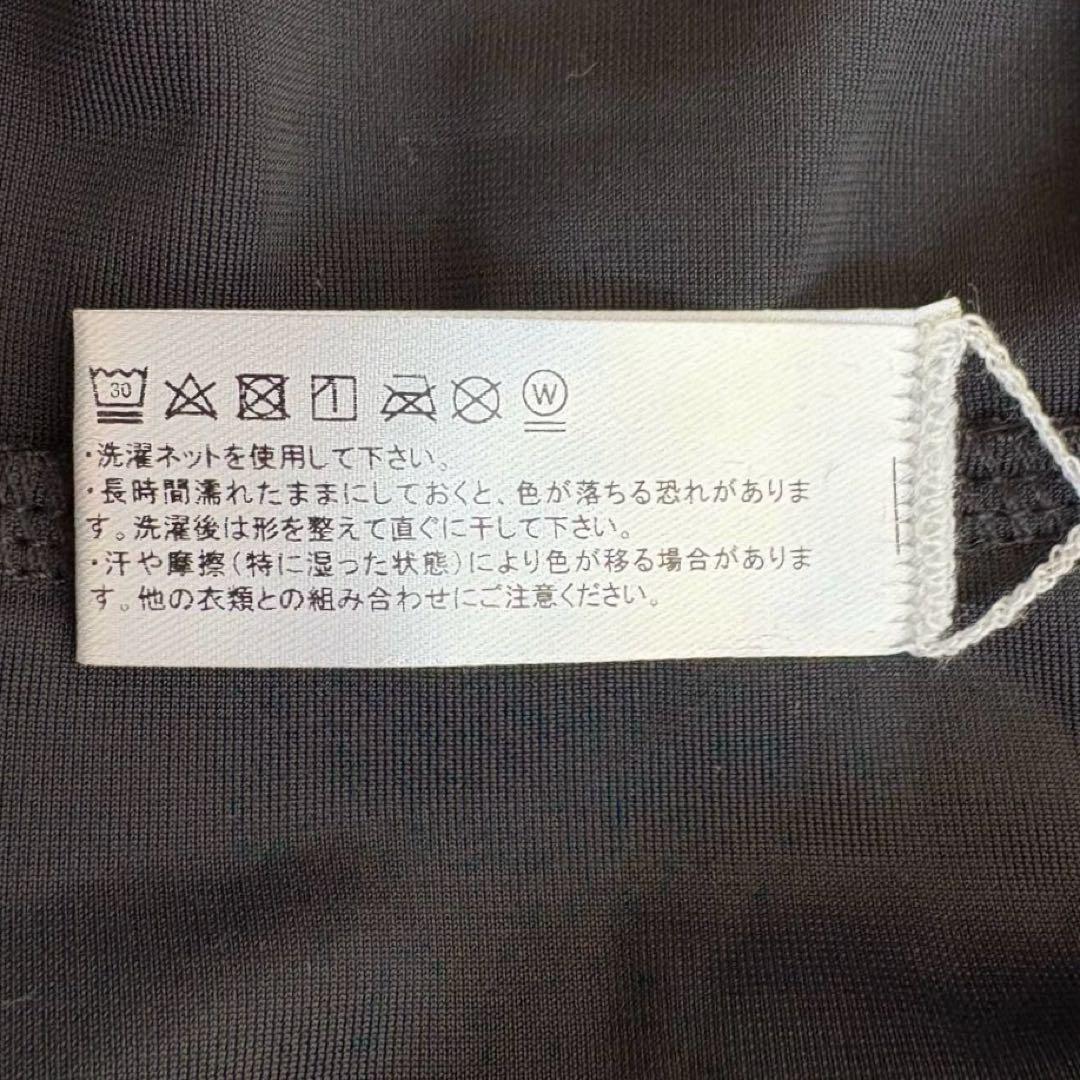 30 W
・洗濯ネットを使用して下さい。
・長時間濡れたままにしておくと、色が落ちる恐れがありま
す。洗濯後は形を整えて直ぐに干して下さい。
・汗や摩擦(特に湿った状態)により色が移る場合がありま
す。他の衣類との組み合わせにご注意ください。